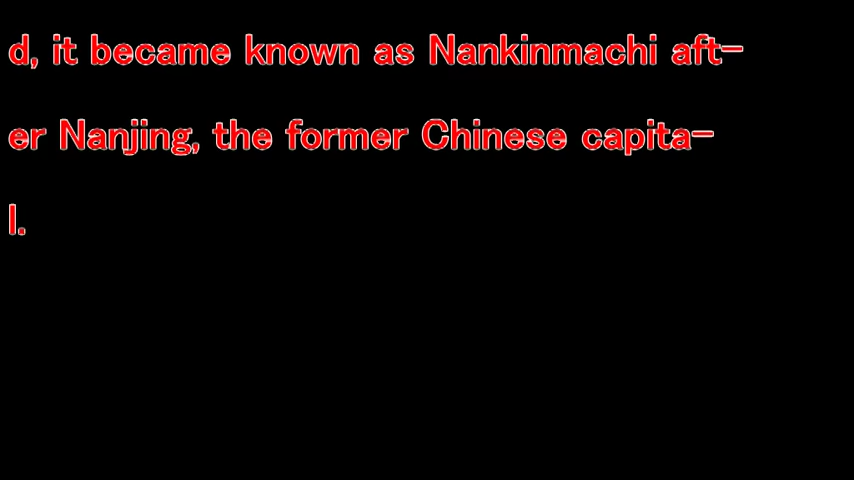 d, it became known as Nankinmachi aft-
er Nanjing, the former Chinese capita-
l.